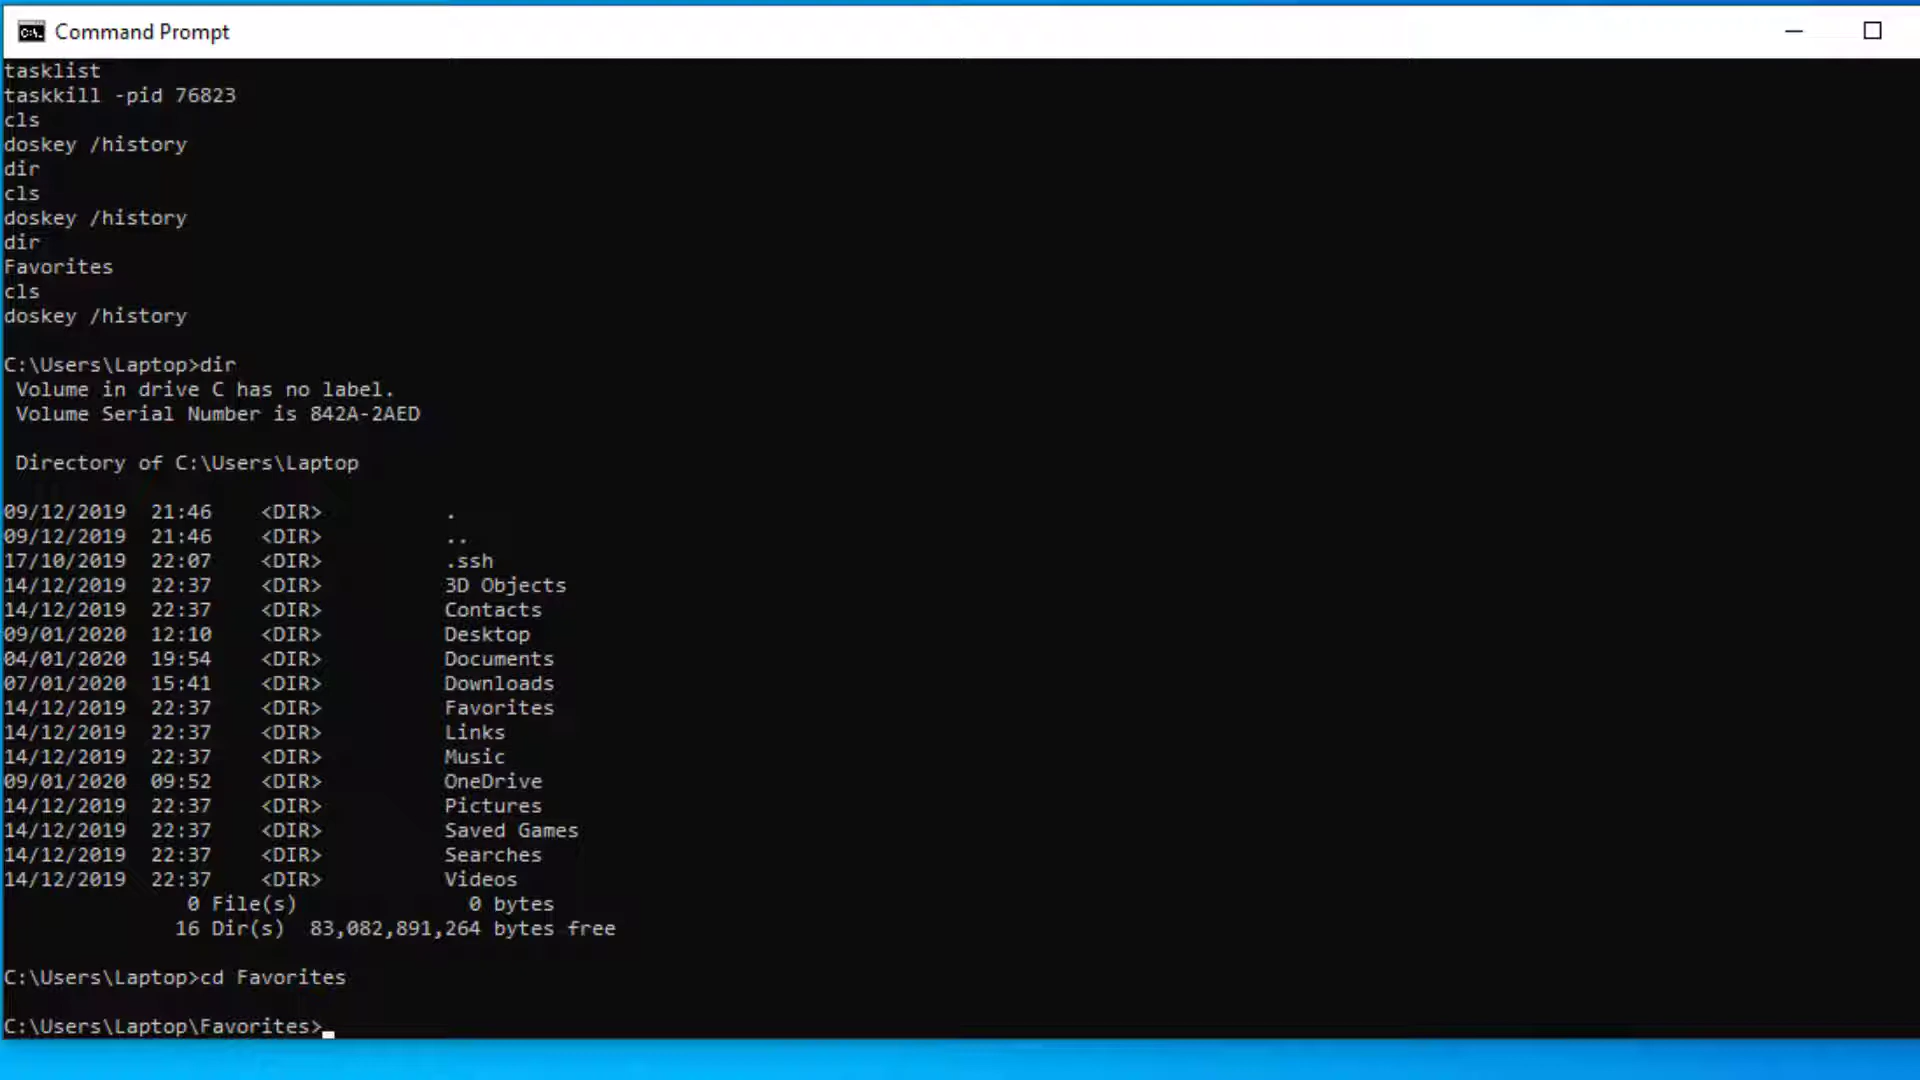 Command Prompt
tasklist
taskkill -pid 76823
cls
doskey /history
dir
cls
doskey /history
dir
Favorites
cls
doskey /history
C:\Users\Laptop>dir
Volume in drive C has no label.
Volume Serial Number is 842A-2AED
Directory of C:\Users\Laptop
09/12/2019  21:46    <DIR>          .
09/12/2019  21:46    <DIR>          ..
17/10/2019  22:07    <DIR>          .ssh
14/12/2019  22:37    <DIR>          3D Objects
14/12/2019  22:37    <DIR>          Contacts
09/01/2020  12:10    <DIR>          Desktop
04/01/2020  19:54    <DIR>          Documents
07/01/2020  15:41    <DIR>          Downloads
14/12/2019  22:37    <DIR>          Favorites
14/12/2019  22:37    <DIR>          Links
14/12/2019  22:37    <DIR>          Music
09/01/2020  09:52    <DIR>          OneDrive
14/12/2019  22:37    <DIR>          Pictures
14/12/2019  22:37    <DIR>          Saved Games
14/12/2019  22:37    <DIR>          Searches
14/12/2019  22:37    <DIR>          Videos
0 File(s)              0 bytes
16 Dir(s)  83,082,891,264 bytes free
C:\Users\Laptop>cd Favorites
C:\Users\Laptop\Favorites>